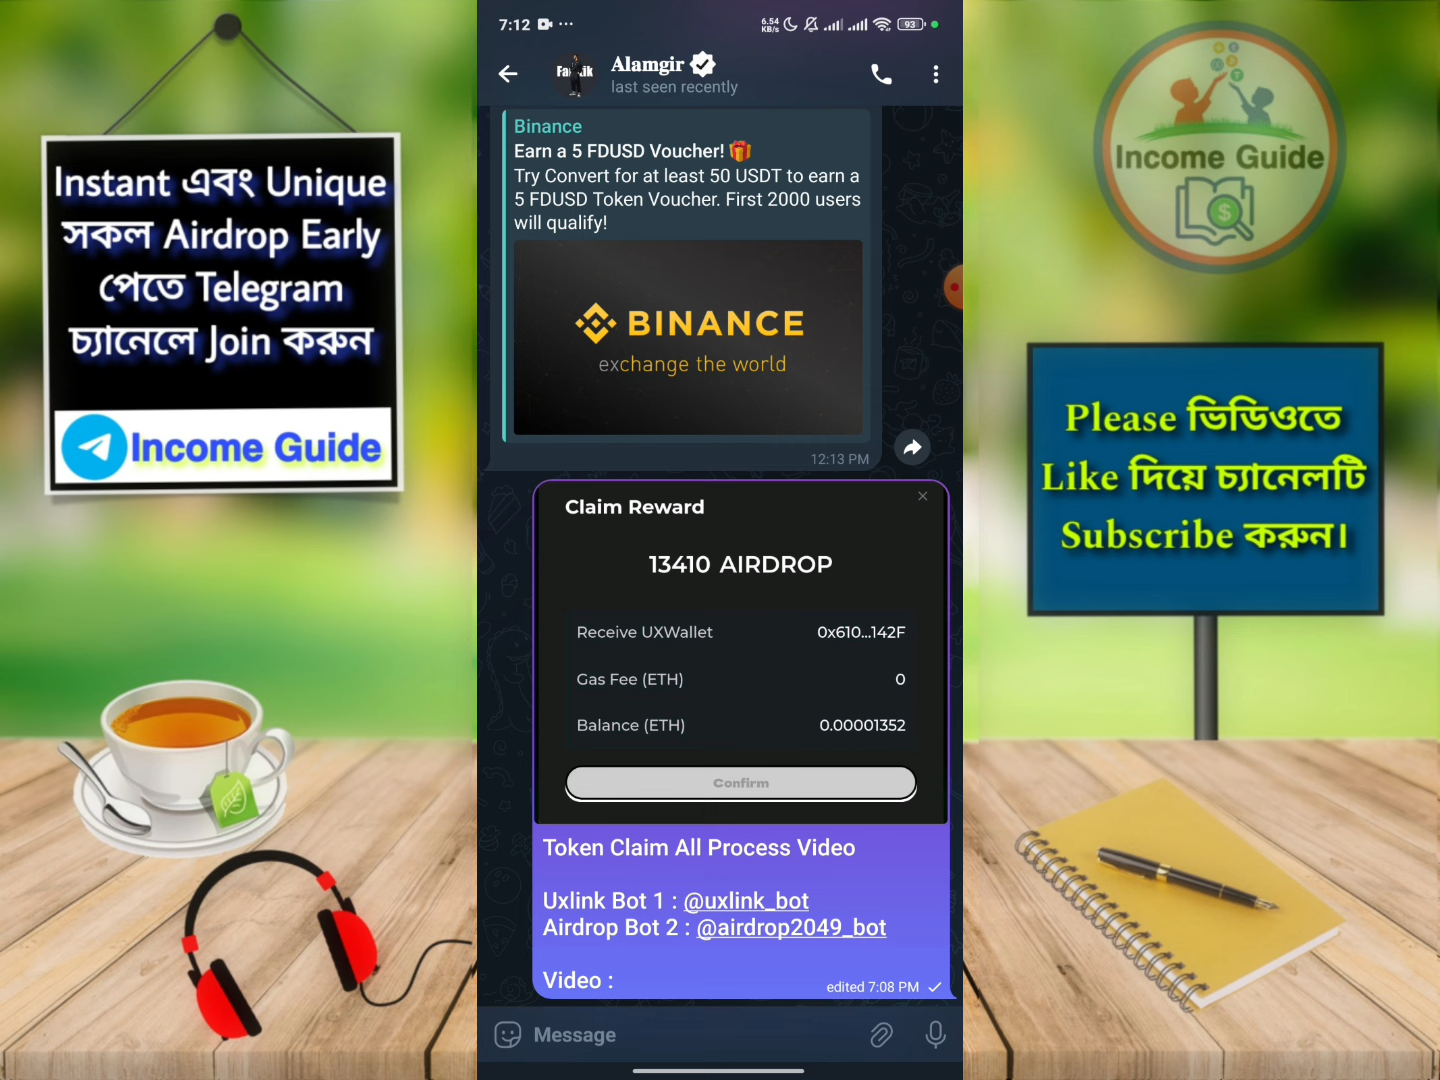 Instant এবং Unique
সকল Airdrop Early
পেতে Telegram
চ্যানেলে Join করুন
Income Guide
7:12
6.54
KB/s
93
Alamgir
last seen recently
Binance
Earn a 5 FDUSD Voucher! 🎁
Try Convert for at least 50 USDT to earn a
5 FDUSD Token Voucher. First 2000 users
will qualify!
BINANCE
exchange the world
12:13 PM
Claim Reward
13410 AIRDROP
Receive UXWallet 0x610...142F
Gas Fee (ETH) 0
Balance (ETH) 0.00001352
Confirm
Token Claim All Process Video
Uxlink Bot 1 : @uxlink_bot
Airdrop Bot 2 : @airdrop2049_bot
Video :
edited 7:08 PM
Message
Income Guide
Please ভিডিওতে
Like দিয়ে চ্যানেলটি
Subscribe করুন।